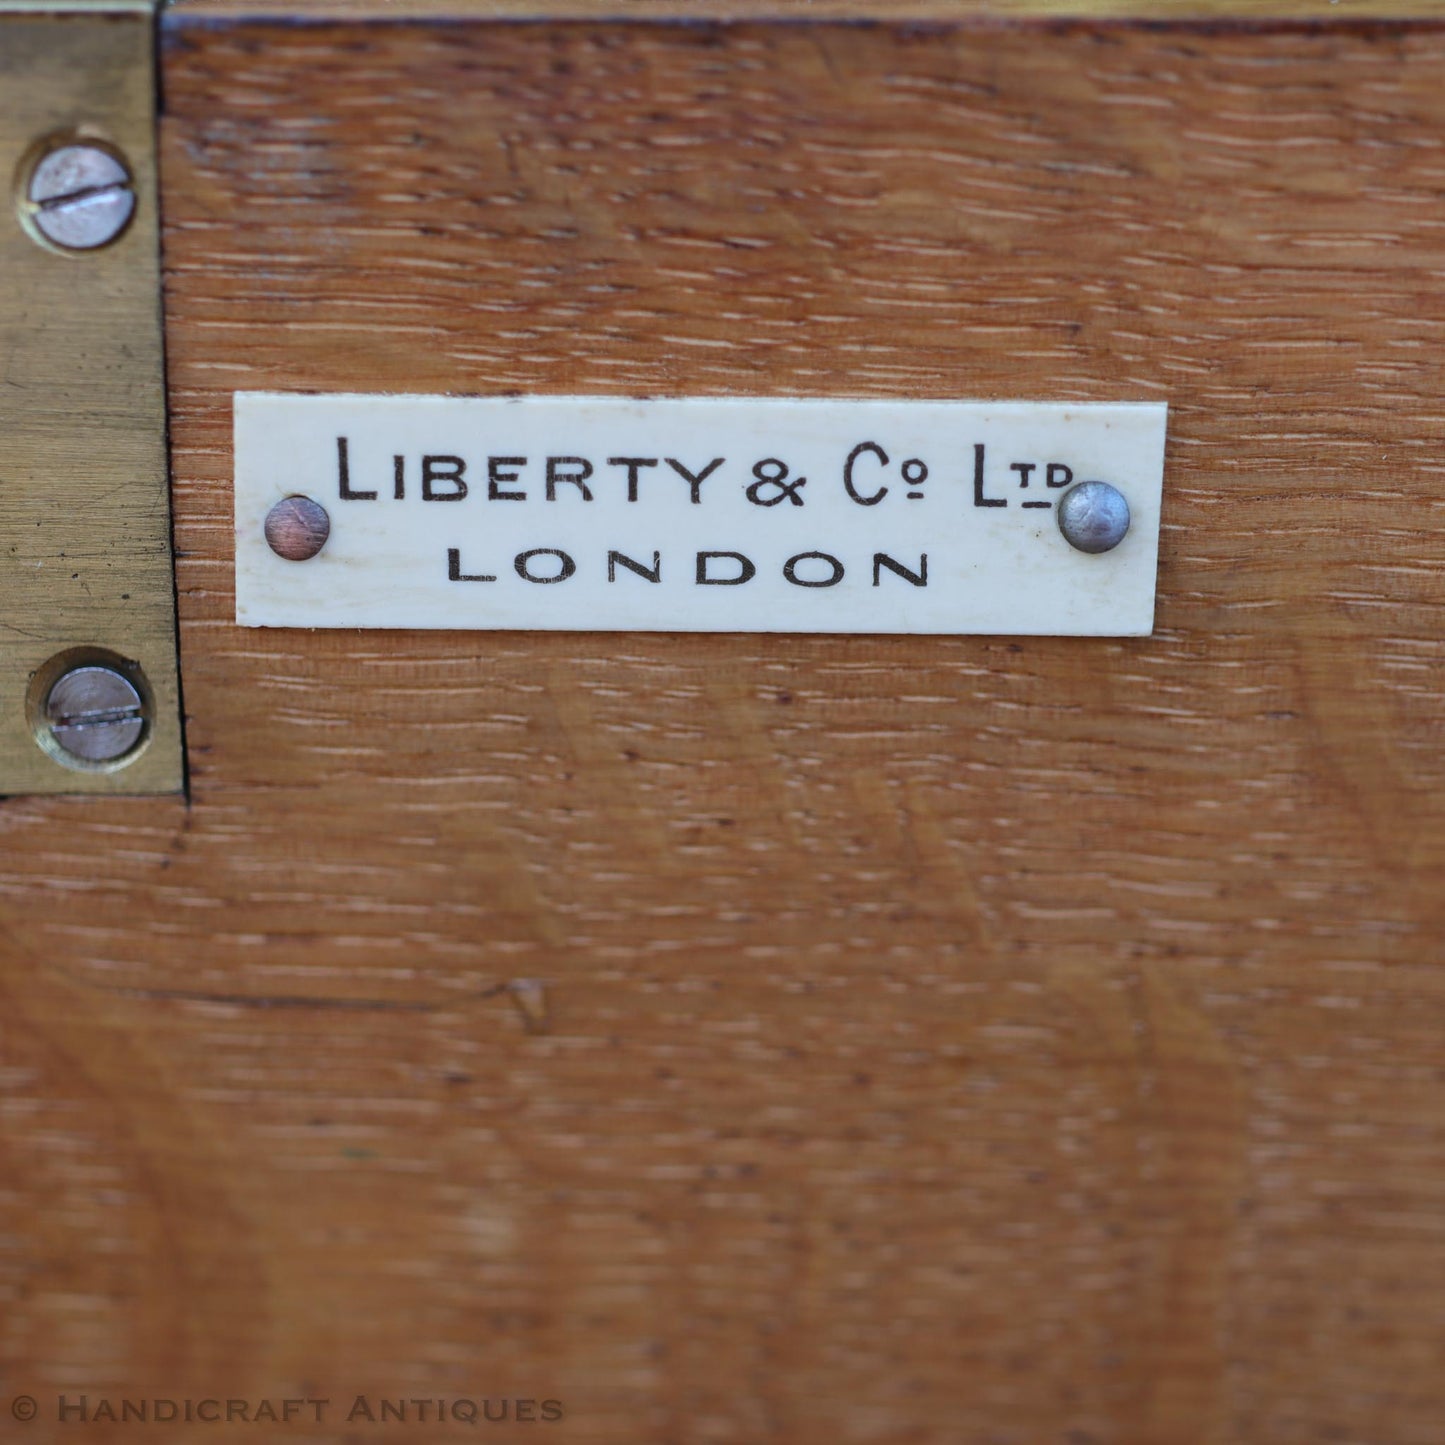 LIBERTY & Cº LTD
LONDON
© HANDICRAFT ANTIQUES